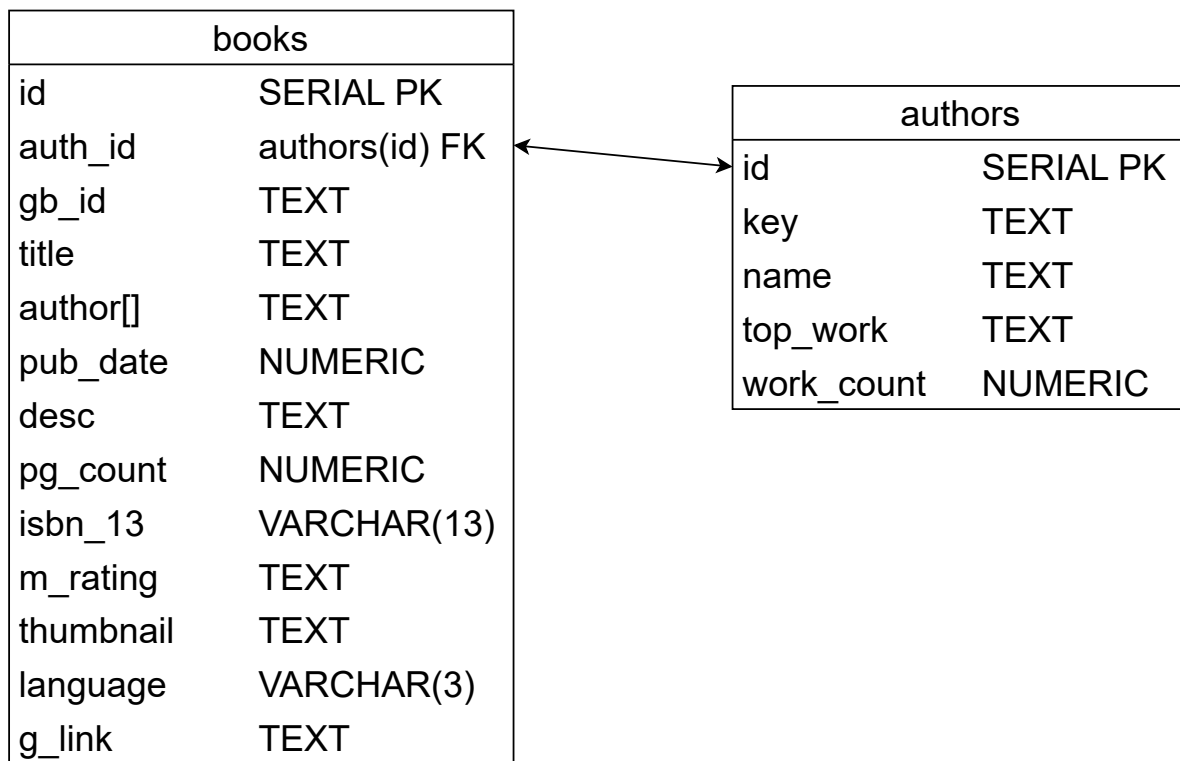 books
id SERIAL PK
auth_id authors(id) FK
gb_id TEXT
title TEXT
author[] TEXT
pub_date NUMERIC
desc TEXT
pg_count NUMERIC
isbn_13 VARCHAR(13)
m_rating TEXT
thumbnail TEXT
language VARCHAR(3)
g_link TEXT
authors
id SERIAL PK
key TEXT
name TEXT
top_work TEXT
work_count NUMERIC